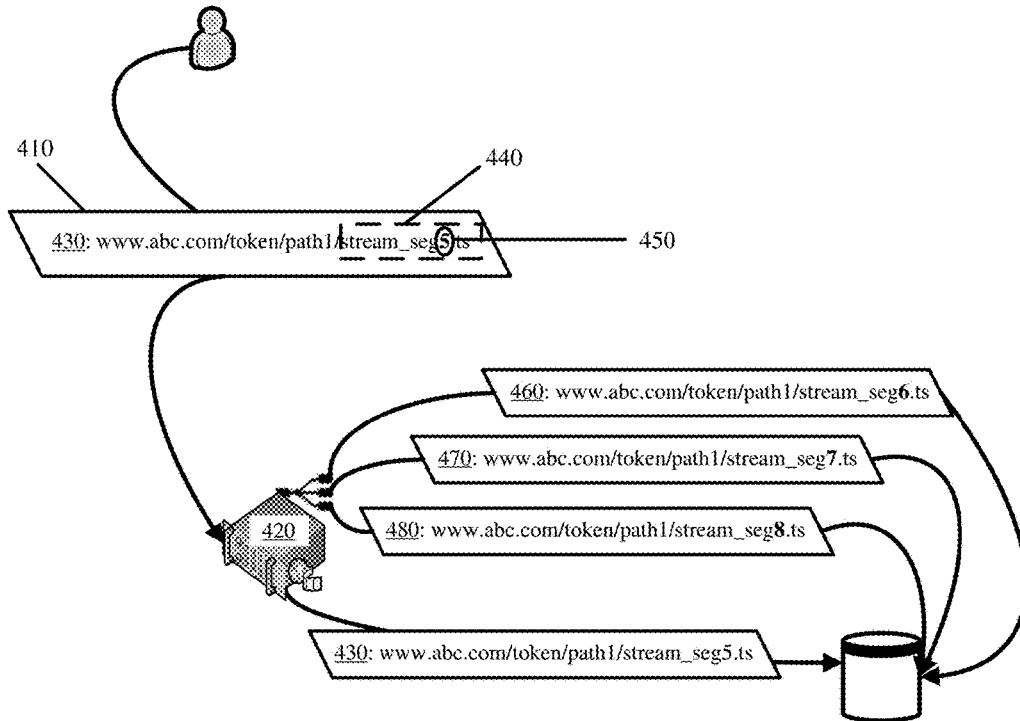 410
440
430: www.abc.com/token/path1/stream_seg5.ts
450
460: www.abc.com/token/path1/stream_seg6.ts
470: www.abc.com/token/path1/stream_seg7.ts
420
480: www.abc.com/token/path1/stream_seg8.ts
430: www.abc.com/token/path1/stream_seg5.ts